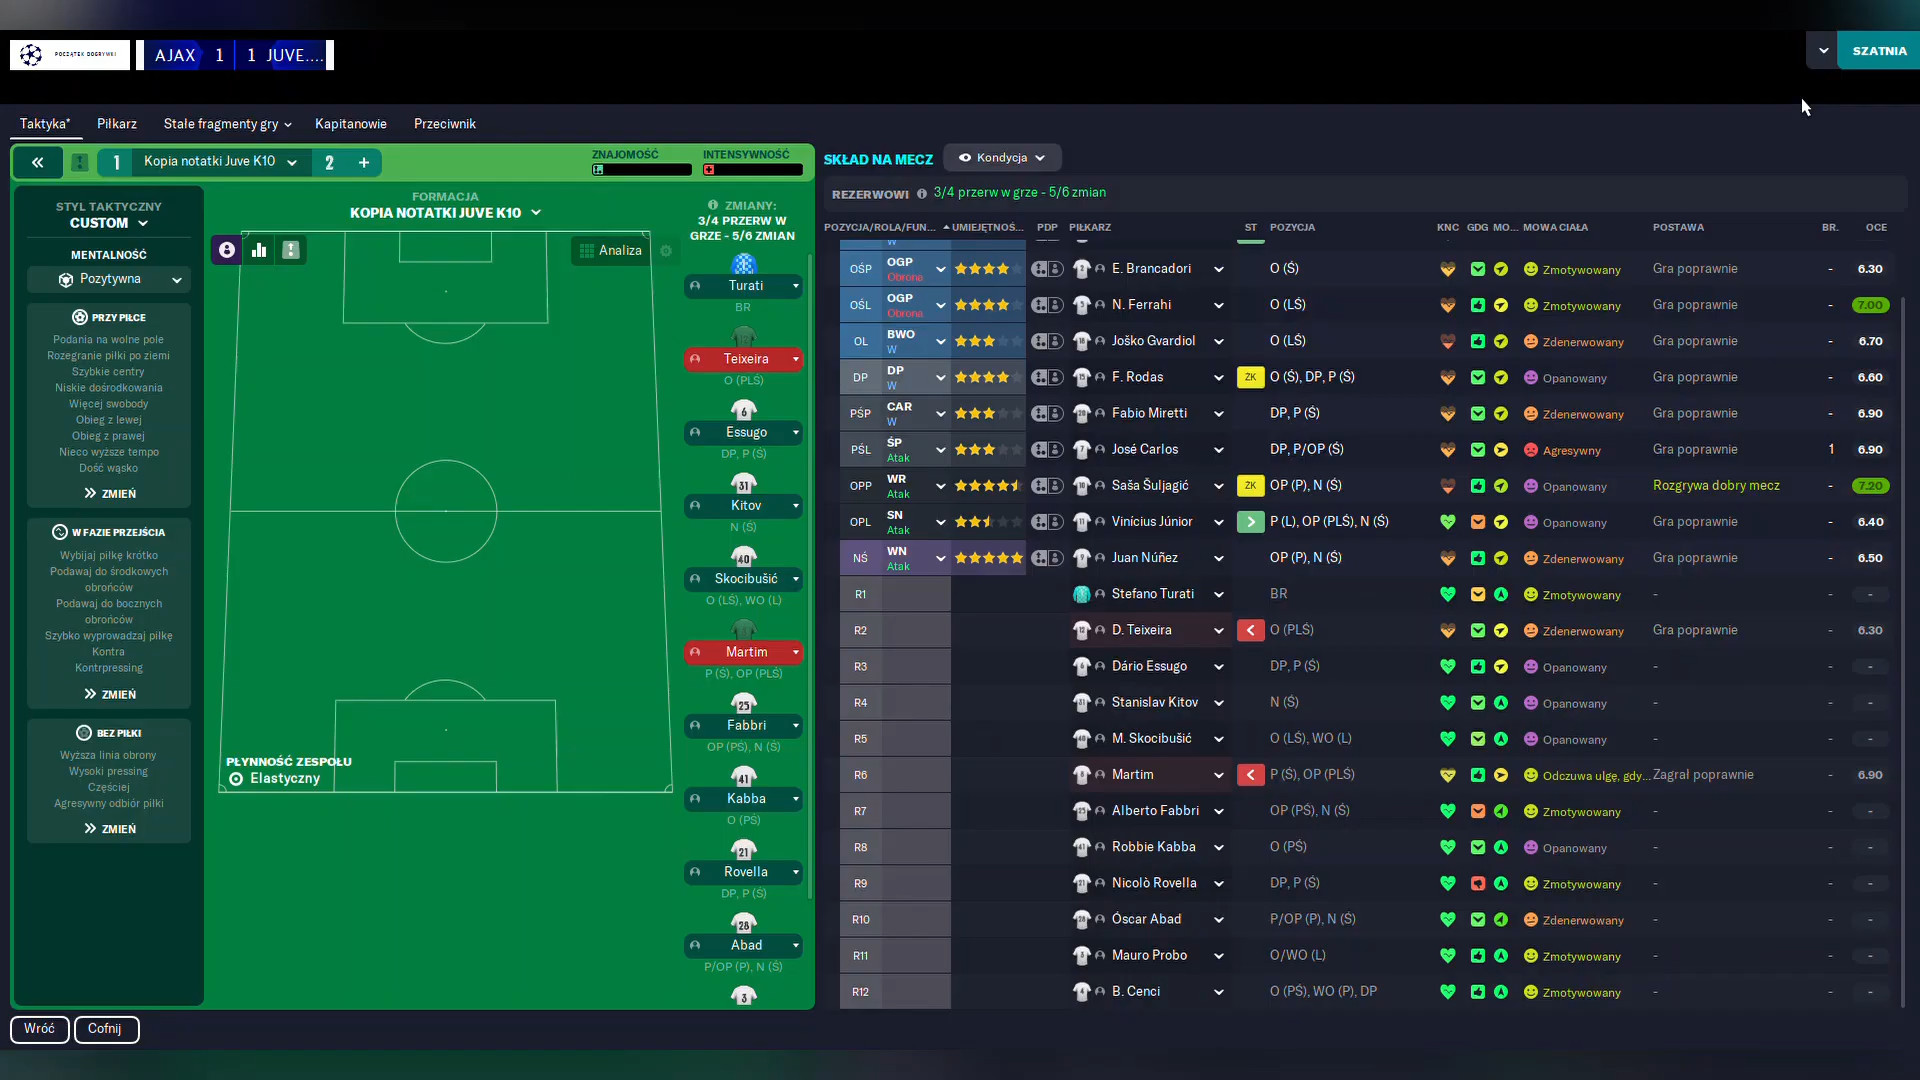 POCZĄTEK DOGRYWKI
AJAX 1 1 JUVE....
SZATNIA
Taktyka* Piłkarz Stałe fragmenty gry Kapitanowie Przeciwnik
1 Kopia notatki Juve K10 2 +
ZNAJOMOŚĆ INTENSYWNOŚĆ
STYL TAKTYCZNY
CUSTOM
MENTALNOŚĆ
Pozytywna
PRZY PIŁCE
Podania na wolne pole
Rozegranie piłki po ziemi
Szybkie centry
Niskie dośrodkowania
Więcej swobody
Obieg z lewej
Obieg z prawej
Nieco wyższe tempo
Dość wąsko
ZMIEŃ
W FAZIE PRZEJŚCIA
Wybijaj piłkę krótko
Podawaj do środkowych
obrońców
Podawaj do bocznych
obrońców
Szybko wyprowadzaj piłkę
Kontra
Kontrpressing
ZMIEŃ
BEZ PIŁKI
Wyższa linia obrony
Wysoki pressing
Częściej
Agresywny odbiór piłki
ZMIEŃ
FORMACJA
KOPIA NOTATKI JUVE K10
Analiza
PŁYNNOŚĆ ZESPOŁU
Elastyczny
ZMIANY:
3/4 PRZERW W
GRZE - 5/6 ZMIAN
Turati
BR
Teixeira
O (PLŚ)
6
Essugo
DP, P (Ś)
31
Kitov
N (Ś)
40
Skocibušić
O (LŚ), WO (L)
Martim
P (Ś), OP (PLŚ)
25
Fabbri
OP (PŚ), N (Ś)
41
Kabba
O (PŚ)
21
Rovella
DP, P (Ś)
28
Abad
P/OP (P), N (Ś)
3
SKŁAD NA MECZ Kondycja
REZERWOWI 3/4 przerw w grze - 5/6 zmian
POZYCJA/ROLA/FUN... UMIEJĘTNOŚ... PDP PIŁKARZ ST POZYCJA KNC GDG MO... MOWA CIAŁA POSTAWA BR. OCE
W
OŚP OGP Obrona E. Brancadori O (Ś) Zmotywowany Gra poprawnie - 6.30
OŚL OGP Obrona N. Ferrahi O (LŚ) Zmotywowany Gra poprawnie - 7.00
OL BWO W Joško Gvardiol O (LŚ) Zdenerwowany Gra poprawnie - 6.70
DP DP W F. Rodas ŻK O (Ś), DP, P (Ś) Opanowany Gra poprawnie - 6.60
PŚP CAR W Fabio Miretti DP, P (Ś) Zdenerwowany Gra poprawnie - 6.90
PŚL ŚP Atak José Carlos DP, P/OP (Ś) Agresywny Gra poprawnie 1 6.90
OPP WR Atak Saša Šuljagić ŻK OP (P), N (Ś) Opanowany Rozgrywa dobry mecz - 7.20
OPL SN Atak Vinícius Júnior P (L), OP (PLŚ), N (Ś) Opanowany Gra poprawnie - 6.40
NŚ WN Atak Juan Núñez OP (P), N (Ś) Zdenerwowany Gra poprawnie - 6.50
R1 Stefano Turati BR Zmotywowany - - -
R2 D. Teixeira O (PLŚ) Zdenerwowany Gra poprawnie - 6.30
R3 Dário Essugo DP, P (Ś) Opanowany - - -
R4 Stanislav Kitov N (Ś) Opanowany - - -
R5 M. Skocibušić O (LŚ), WO (L) Opanowany - - -
R6 Martim P (Ś), OP (PLŚ) Odczuwa ulgę, gdy... Zagrał poprawnie - 6.90
R7 Alberto Fabbri OP (PŚ), N (Ś) Zmotywowany - - -
R8 Robbie Kabba O (PŚ) Opanowany - - -
R9 Nicolò Rovella DP, P (Ś) Zmotywowany - - -
R10 Óscar Abad P/OP (P), N (Ś) Zdenerwowany - - -
R11 Mauro Probo O/WO (L) Zmotywowany - - -
R12 B. Cenci O (PŚ), WO (P), DP Zmotywowany - - -
Wróć Cofnij